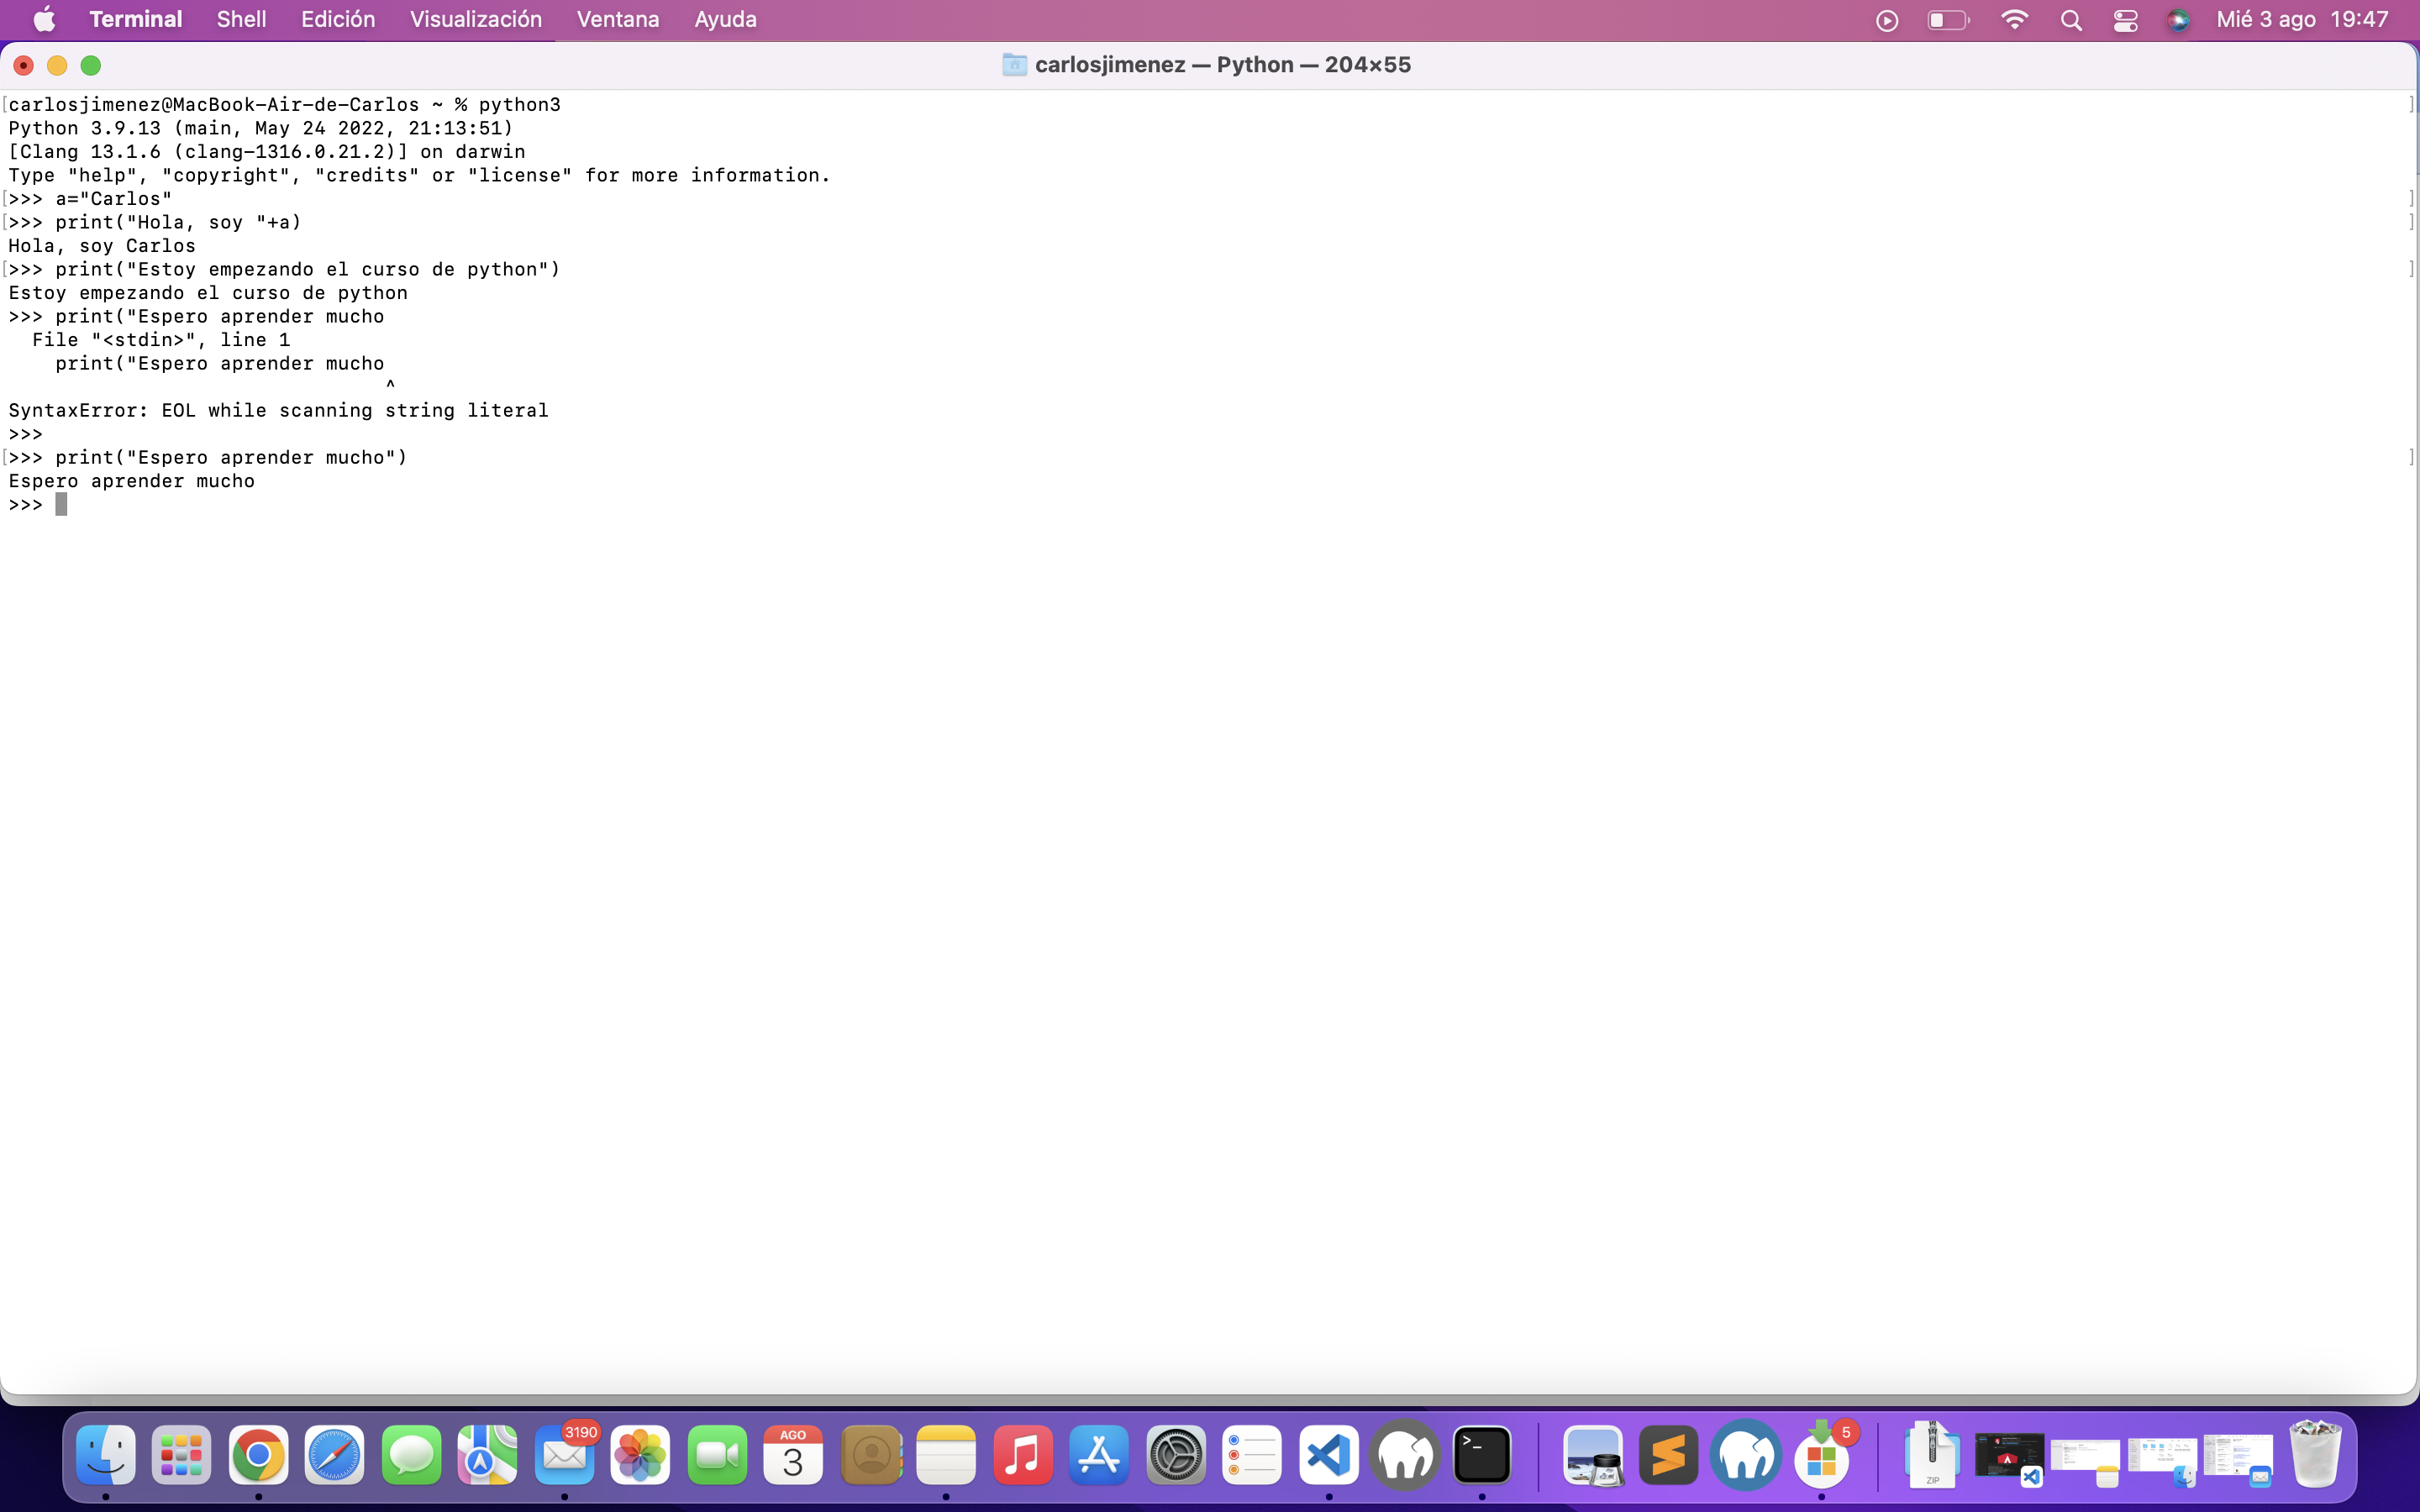 Terminal Shell Edición Visualización Ventana Ayuda Mié 3 ago 19:47
carlosjimenez — Python — 204×55
carlosjimenez@MacBook-Air-de-Carlos ~ % python3
Python 3.9.13 (main, May 24 2022, 21:13:51)
[Clang 13.1.6 (clang-1316.0.21.2)] on darwin
Type "help", "copyright", "credits" or "license" for more information.
>>> a="Carlos"
>>> print("Hola, soy "+a)
Hola, soy Carlos
>>> print("Estoy empezando el curso de python")
Estoy empezando el curso de python
>>> print("Espero aprender mucho
  File "<stdin>", line 1
    print("Espero aprender mucho
                                ^
SyntaxError: EOL while scanning string literal
>>>
>>> print("Espero aprender mucho")
Espero aprender mucho
>>>
3190
AGO
3
>_
5
ZIP